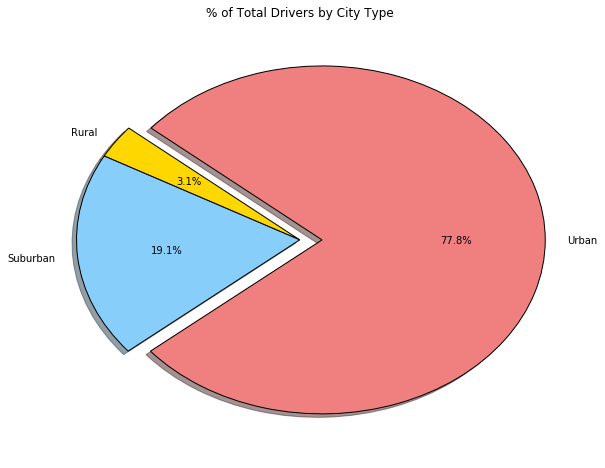 % of Total Drivers by City Type
Rural
3.1%
19.1%
77.8%
Urban
Suburban